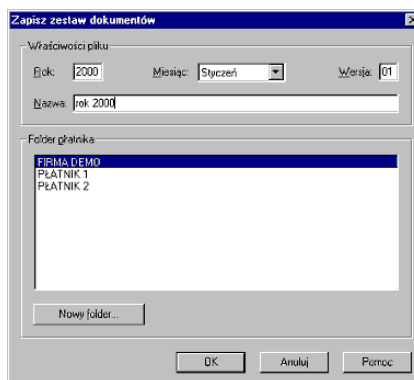 Zapisz zestaw dokumentów
Właściwości pliku
Rok: 2000 Miesiąc: Styczeń Wersja: 01
Nazwa: rok 2000
Folder płatnika
FIRMA DEMO
PŁATNIK 1
PŁATNIK 2
Nowy folder...
OK Anuluj Pomoc